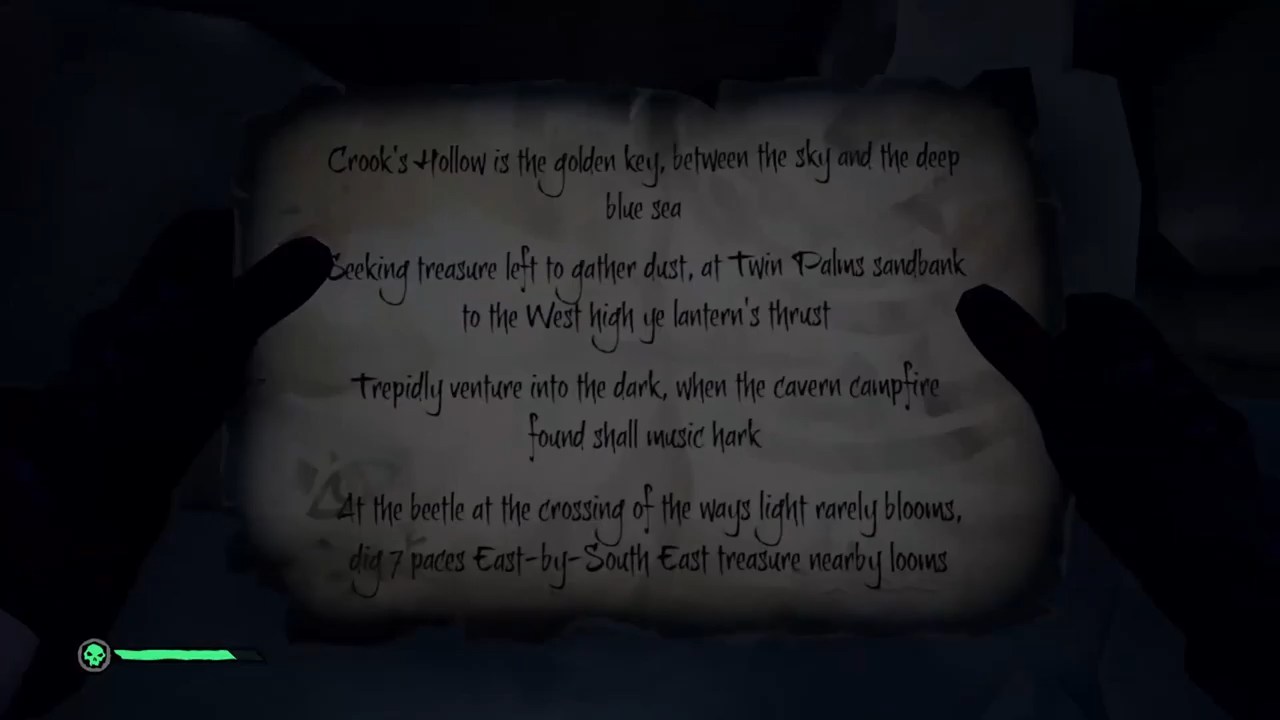 Crook's Hollow is the golden key, between the sky and the deep
blue sea
Seeking treasure left to gather dust, at Twin Palms sandbank
to the West high ye lantern's thrust
Trepidly venture into the dark, when the cavern campfire
found shall music hark
At the beetle at the crossing of the ways light rarely blooms,
dig 7 paces East-by-South East treasure nearby looms